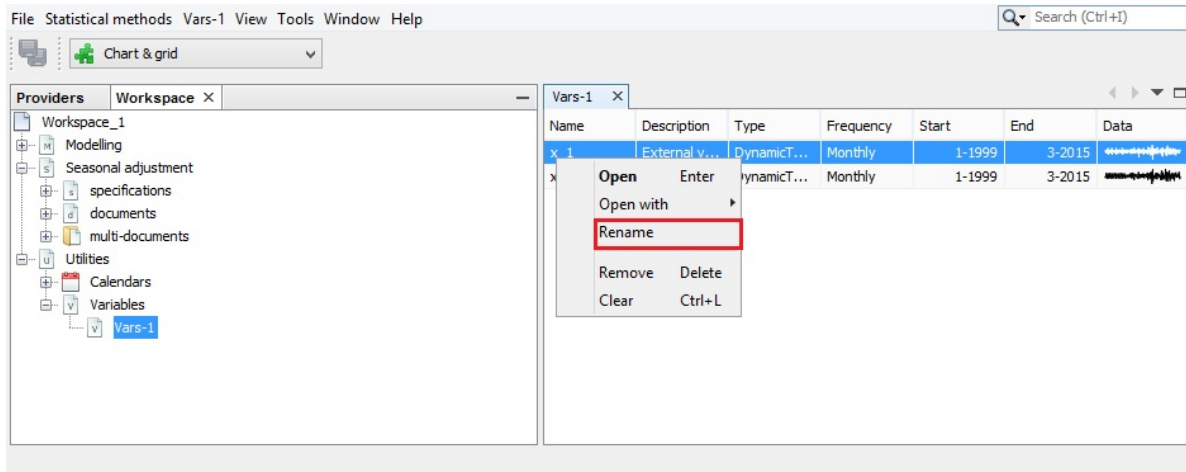 File Statistical methods Vars-1 View Tools Window Help
Search (Ctrl+I)
Chart & grid
Providers Workspace
Workspace_1
Modelling
Seasonal adjustment
specifications
documents
multi-documents
Utilities
Calendars
Variables
Vars-1
Vars-1
Name Description Type Frequency Start End Data
x_1 External v... DynamicT... Monthly 1-1999 3-2015
x ynamicT... Monthly 1-1999 3-2015
Open Enter
Open with
Rename
Remove Delete
Clear Ctrl+L